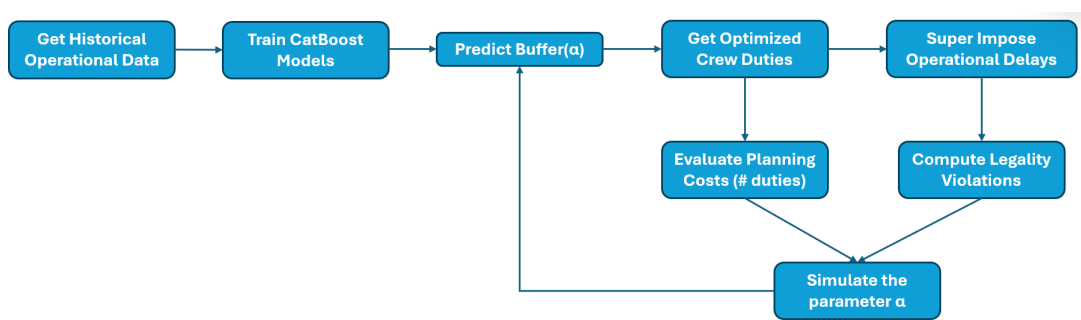 Get Historical
Operational Data
Train CatBoost
Models
Predict Buffer(α)
Get Optimized
Crew Duties
Super Impose
Operational Delays
Evaluate Planning
Costs (# duties)
Compute Legality
Violations
Simulate the
parameter α